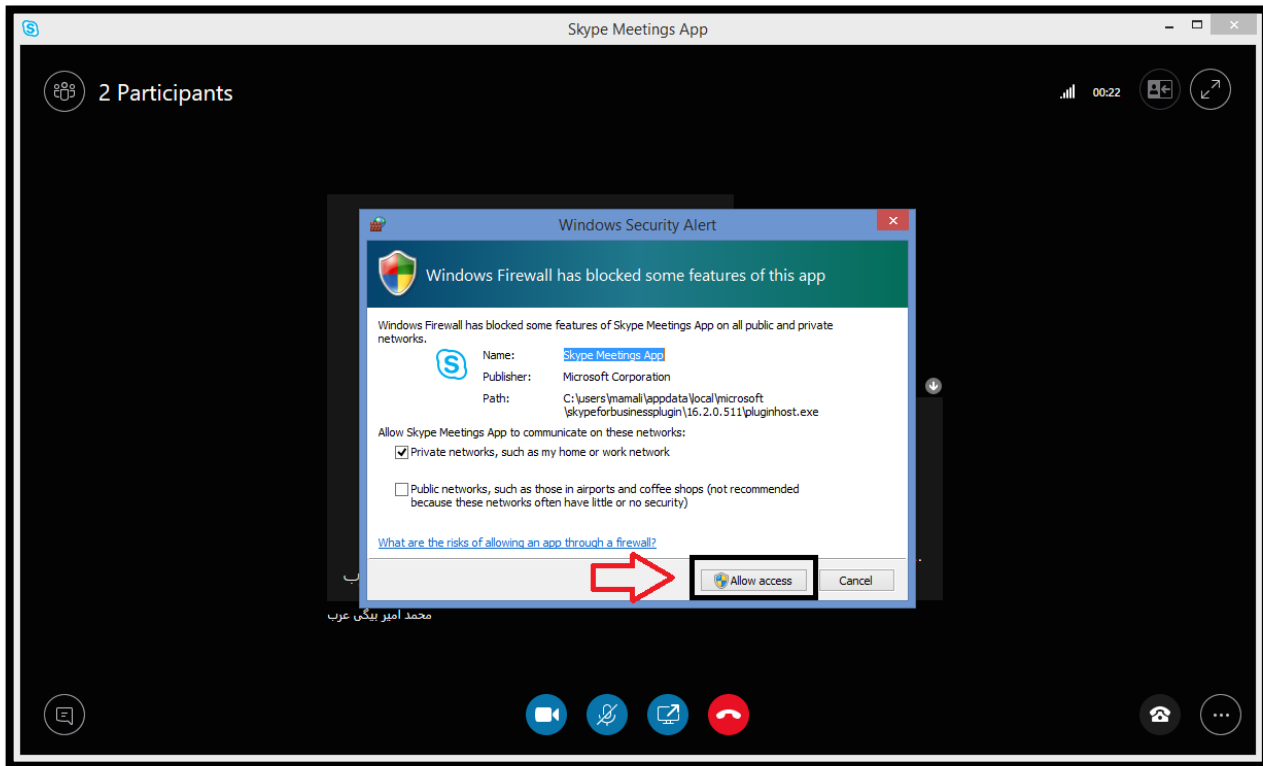 Skype Meetings App
2 Participants
00:22
Windows Security Alert
Windows Firewall has blocked some features of this app
Windows Firewall has blocked some features of Skype Meetings App on all public and private
networks.
Name: Skype Meetings App
Publisher: Microsoft Corporation
Path: C:\users\mamali\appdata\local\microsoft
\skypeforbusinessplugin\16.2.0.511\pluginhost.exe
Allow Skype Meetings App to communicate on these networks:
Private networks, such as my home or work network
Public networks, such as those in airports and coffee shops (not recommended
because these networks often have little or no security)
What are the risks of allowing an app through a firewall?
Allow access Cancel
محمد امیر بیگی عرب